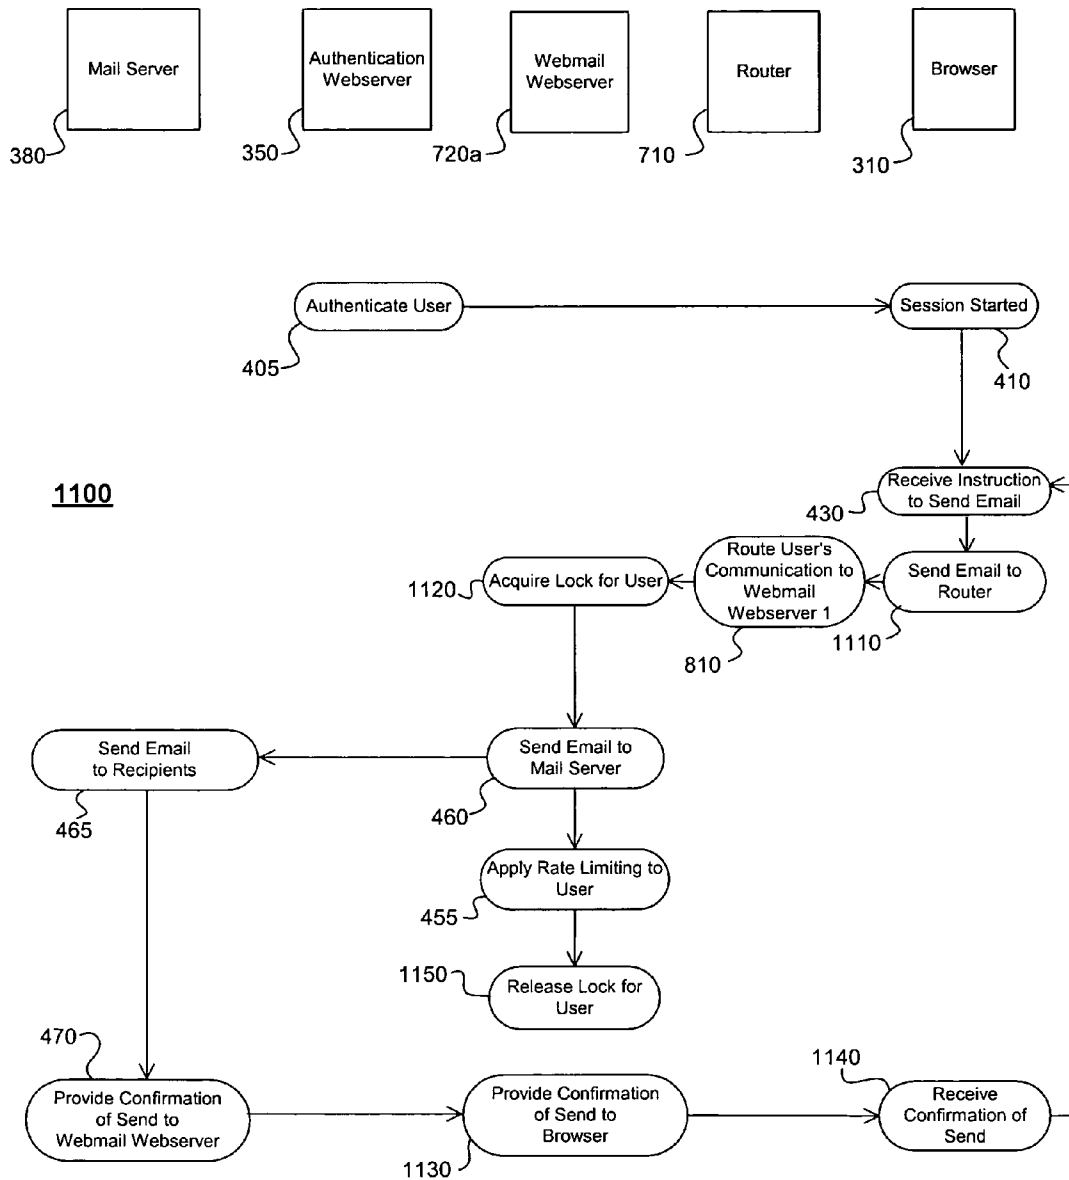 Mail Server
Authentication
Webserver
Webmail
Webserver
Router
Browser
380
350
720a
710
310
Authenticate User
Session Started
405
410
1100
Receive Instruction
to Send Email
430
Route User's
Communication to
Webmail
Webserver 1
Acquire Lock for User
1120
Send Email to
Router
810
1110
Send Email
to Recipients
Send Email to
Mail Server
465
460
Apply Rate Limiting to
User
455
1150
Release Lock for
User
470
1140
Provide Confirmation
of Send to
Webmail Webserver
Provide Confirmation
of Send to
Browser
Receive
Confirmation of
Send
1130